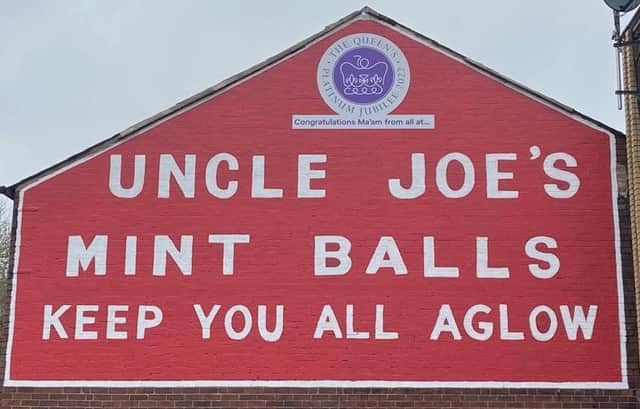 THE QUEEN'S
PLATINUM JUBILEE 2022
70
Congratulations Ma'am from all at...
UNCLE JOE'S
MINT BALLS
KEEP YOU ALL AGLOW